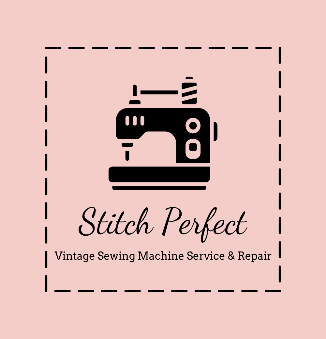 Stitch Perfect
Vintage Sewing Machine Service & Repair